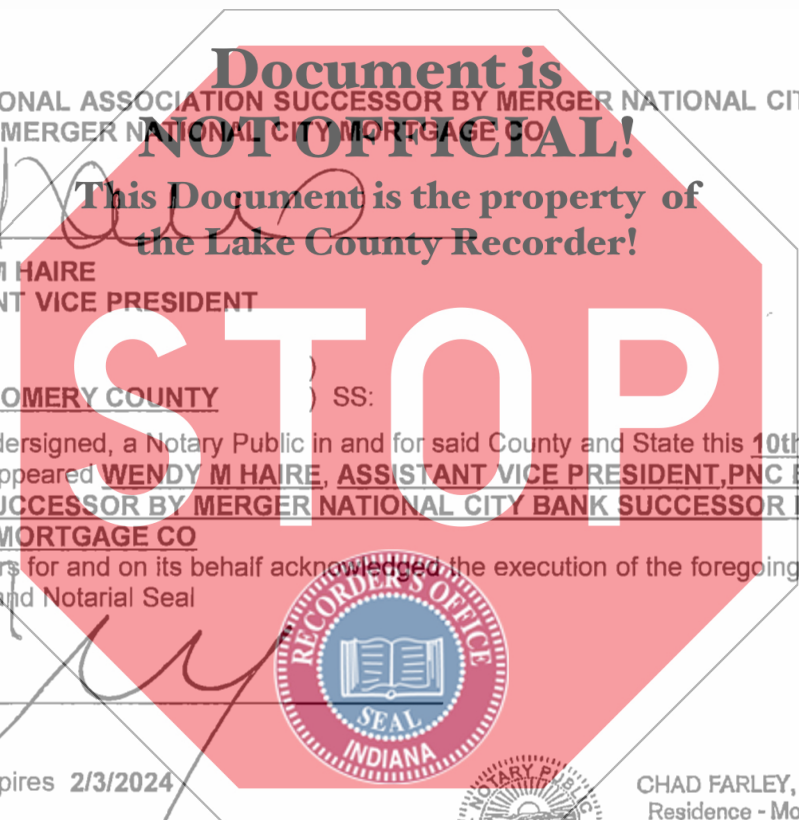 Document is
ONAL ASSOCIATION SUCCESSOR BY MERGER NATIONAL CIT
MERGER NATIONAL CITY MORTGAGE CO
NOT OFFICIAL!
This Document is the property of
the Lake County Recorder!
M HAIRE
NT VICE PRESIDENT
STOP
)
OMERY COUNTY ) SS:
dersigned, a Notary Public in and for said County and State this 10th
ppeared WENDY M HAIRE, ASSISTANT VICE PRESIDENT,PNC B
UCCESSOR BY MERGER NATIONAL CITY BANK SUCCESSOR
MORTGAGE CO
rs for and on its behalf acknowledged the execution of the foregoing
and Notarial Seal
RECORDER'S OFFICE
SEAL
INDIANA
pires 2/3/2024
NOTARY PUBLIC
CHAD FARLEY,
Residence - Mo